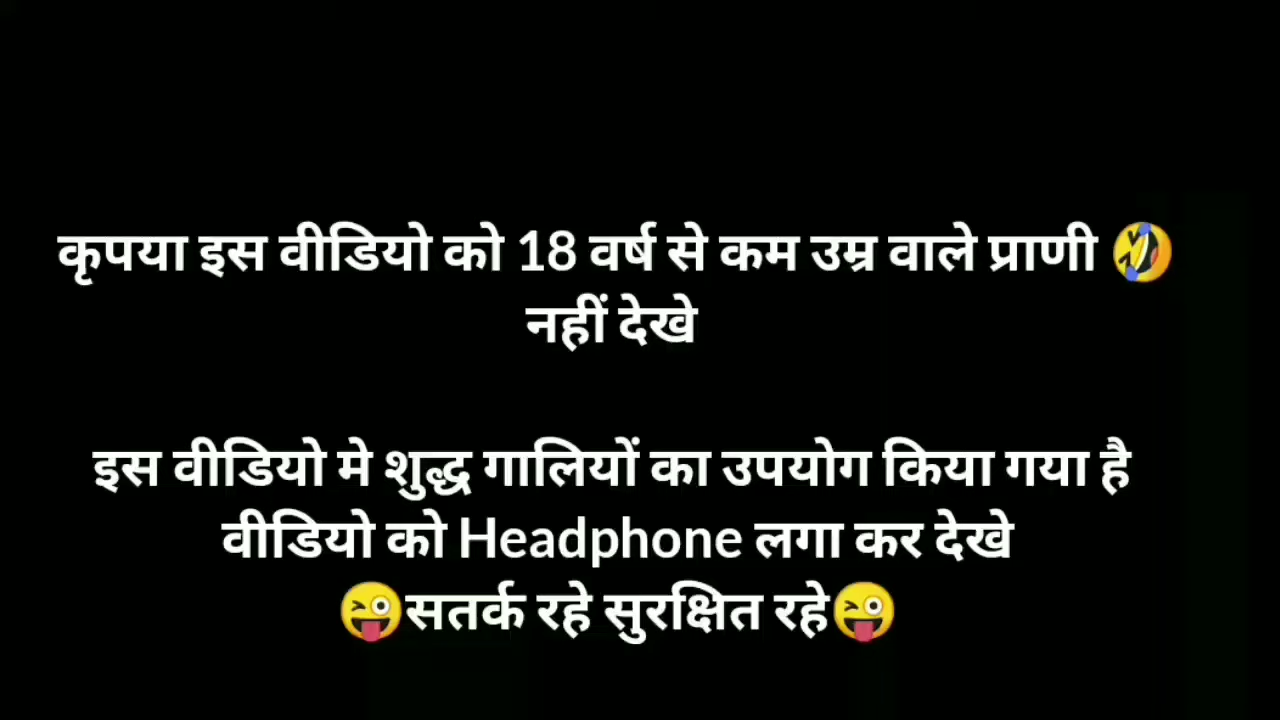 कृपया इस वीडियो को 18 वर्ष से कम उम्र वाले प्राणी 🤣
नहीं देखे
इस वीडियो मे शुद्ध गालियों का उपयोग किया गया है
वीडियो को Headphone लगा कर देखे
😜सतर्क रहे सुरक्षित रहे😜